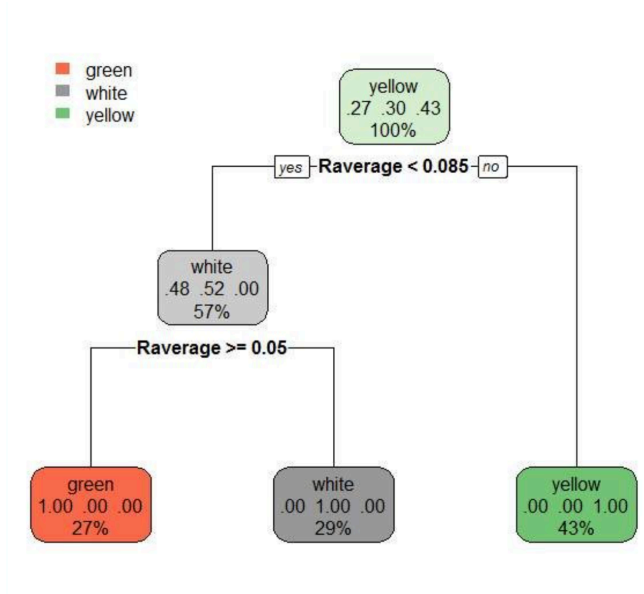 green
white
yellow
yellow
.27 .30 .43
100%
yes Raverage < 0.085 no
white
.48 .52 .00
57%
Raverage >= 0.05
green
1.00 .00 .00
27%
white
.00 1.00 .00
29%
yellow
.00 .00 1.00
43%